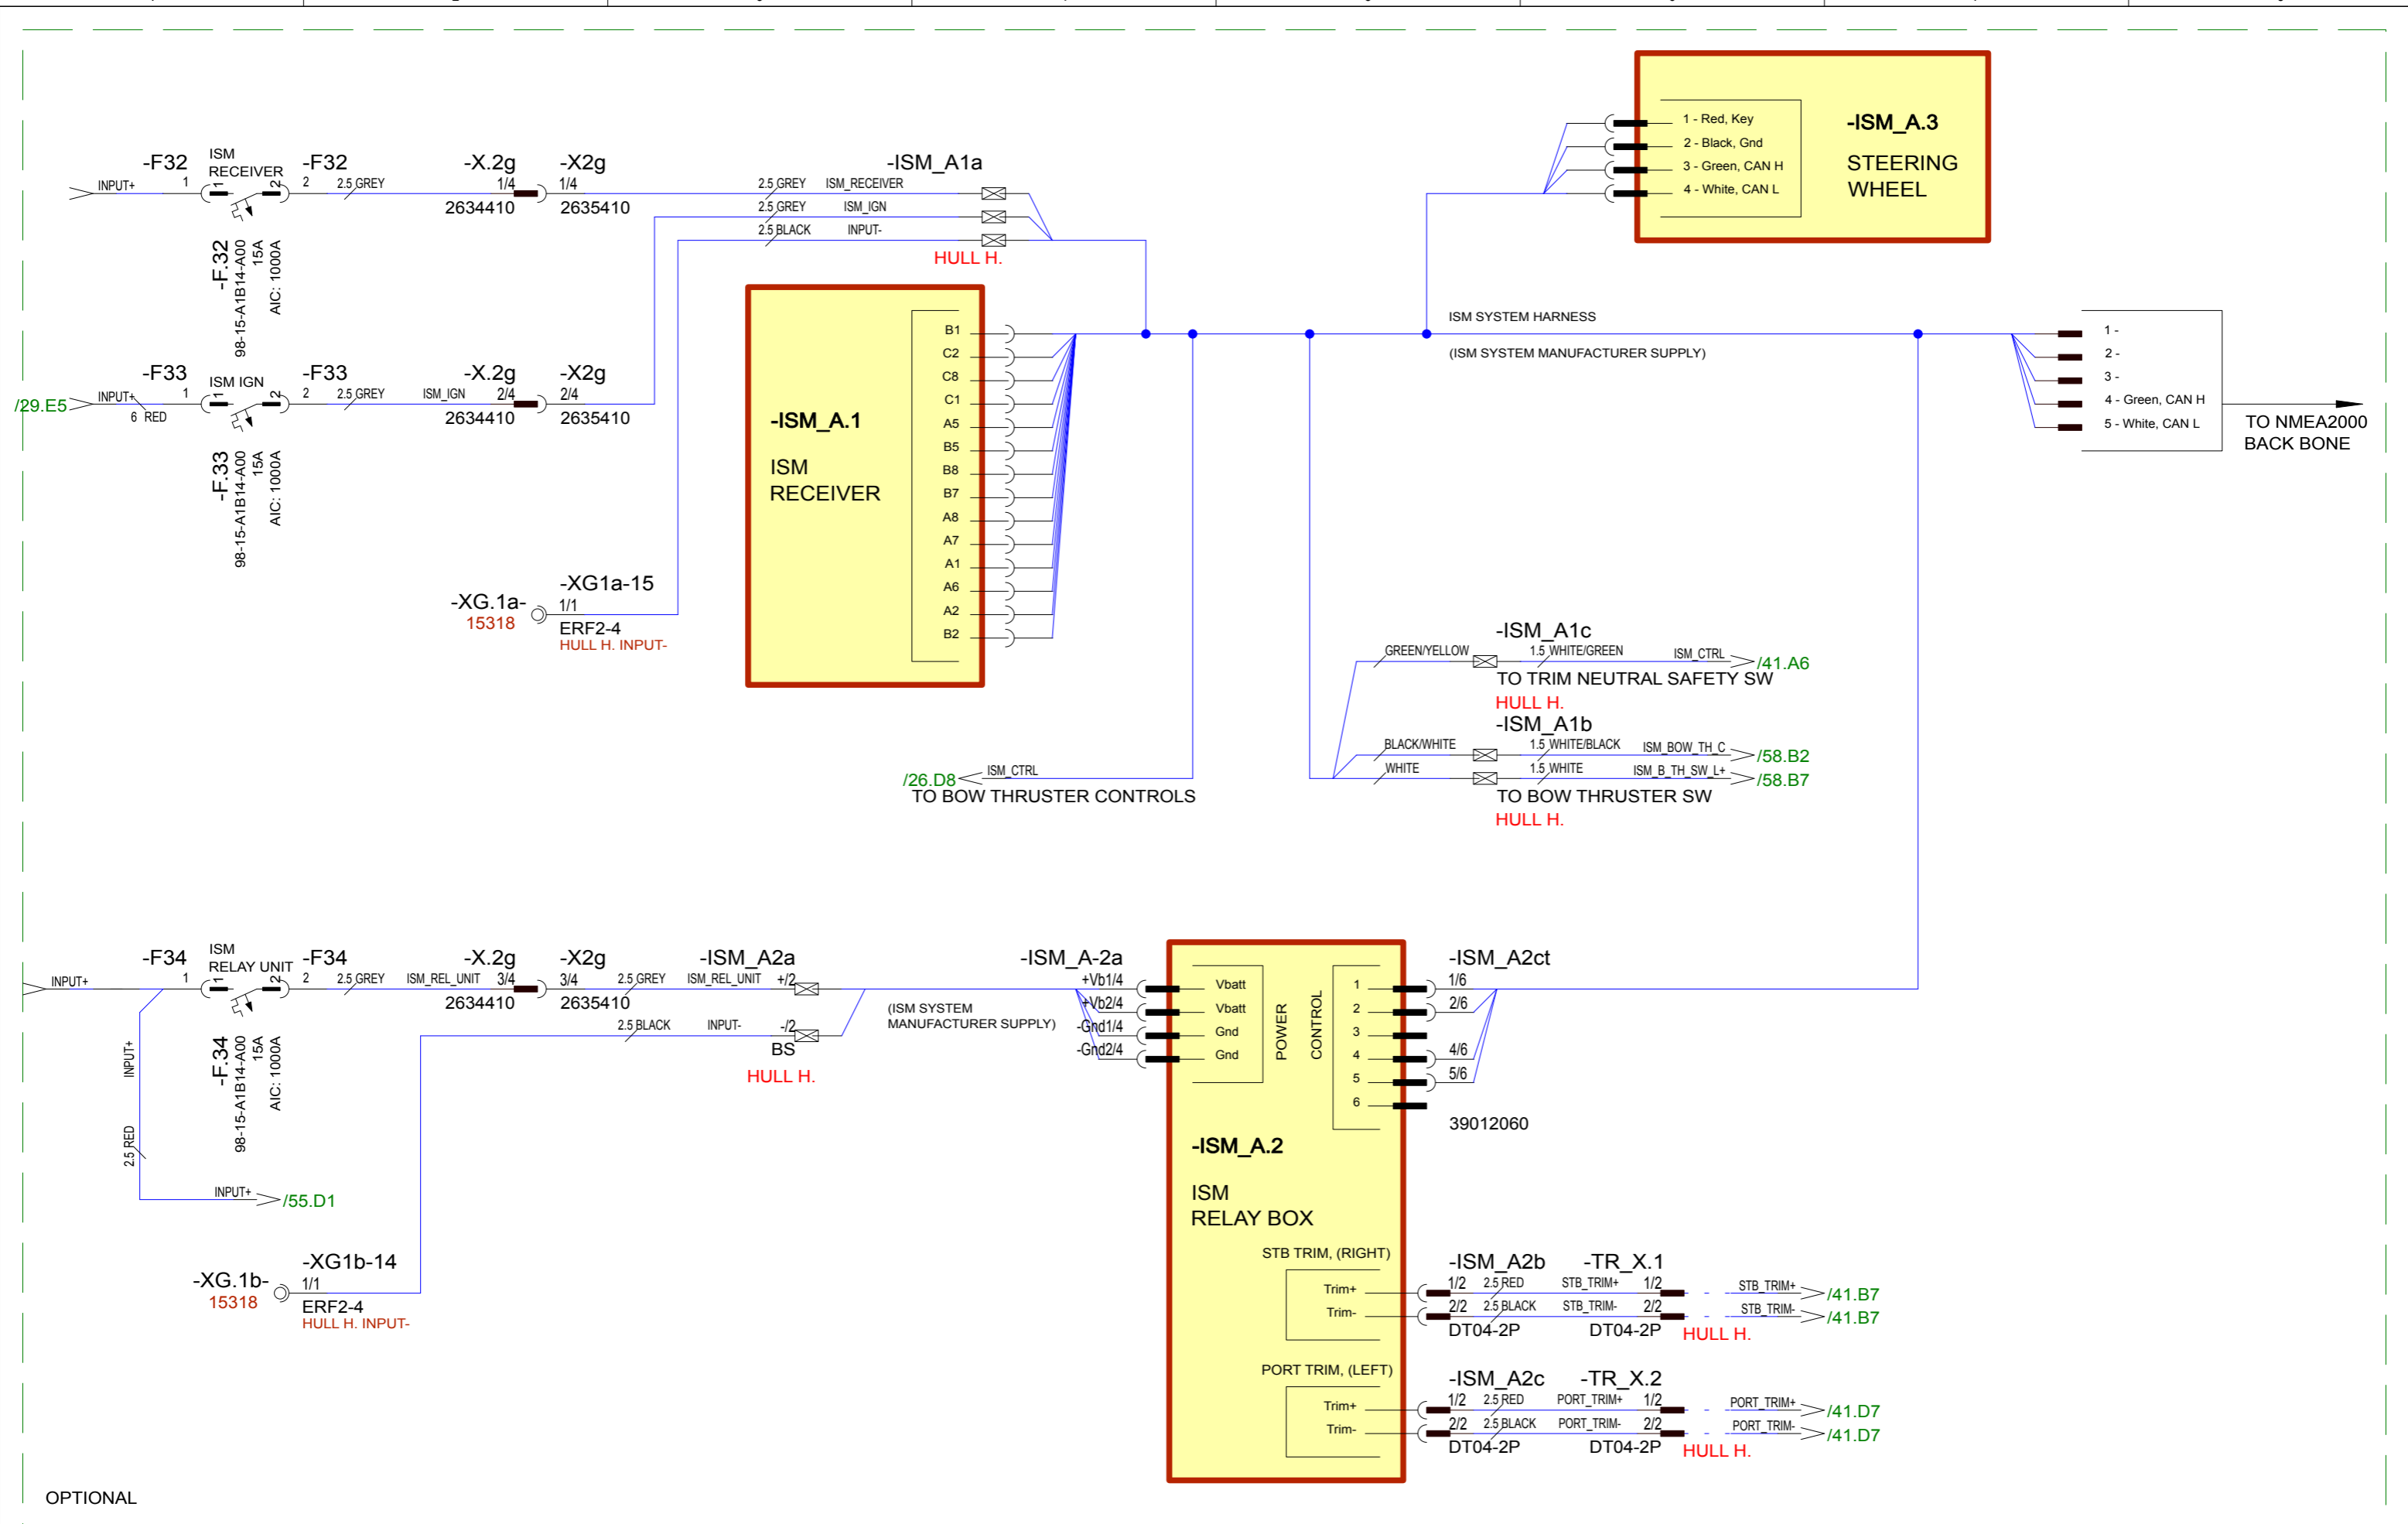 -F32
ISM
RECEIVER
-F32
-X.2g
-X2g
-ISM_A1a
INPUT+
1
1
2
2
2.5 GREY
1/4
1/4
2634410
2635410
2.5 GREY
ISM_RECEIVER
2.5 GREY
ISM_IGN
2.5 BLACK
INPUT-
HULL H.
-F.32
98-15-A1B14-A00
15A
AIC: 1000A
1 - Red, Key
2 - Black, Gnd
3 - Green, CAN H
4 - White, CAN L
-ISM_A.3
STEERING
WHEEL
/29.E5
-F33
ISM IGN
-F33
-X.2g
-X2g
INPUT+
6 RED
1
1
2
2
2.5 GREY
ISM_IGN
2/4
2/4
2634410
2635410
-F.33
98-15-A1B14-A00
15A
AIC: 1000A
-ISM_A.1
ISM
RECEIVER
B1
C2
C8
C1
A5
B5
B8
B7
A8
A7
A1
A6
A2
B2
ISM SYSTEM HARNESS
(ISM SYSTEM MANUFACTURER SUPPLY)
1 -
2 -
3 -
4 - Green, CAN H
5 - White, CAN L
TO NMEA2000
BACK BONE
-XG.1a-
15318
-XG1a-15
1/1
ERF2-4
HULL H. INPUT-
-ISM_A1c
GREEN/YELLOW
1.5 WHITE/GREEN
ISM_CTRL
/41.A6
TO TRIM NEUTRAL SAFETY SW
HULL H.
-ISM_A1b
BLACK/WHITE
1.5 WHITE/BLACK
ISM_BOW_TH_C
/58.B2
WHITE
1.5 WHITE
ISM_B_TH_SW_L+
/58.B7
TO BOW THRUSTER SW
HULL H.
/26.D8
ISM_CTRL
TO BOW THRUSTER CONTROLS
-F34
ISM
RELAY UNIT
-F34
-X.2g
-X2g
-ISM_A2a
INPUT+
1
1
2
2
2.5 GREY
ISM_REL_UNIT
3/4
3/4
2634410
2635410
2.5 GREY
ISM_REL_UNIT
+/2
2.5 BLACK
INPUT-
-/2
BS
HULL H.
(ISM SYSTEM
MANUFACTURER SUPPLY)
-F.34
98-15-A1B14-A00
15A
AIC: 1000A
INPUT+
2.5 RED
INPUT+
/55.D1
-XG.1b-
15318
-XG1b-14
1/1
ERF2-4
HULL H. INPUT-
-ISM_A-2a
+Vb1/4
+Vb2/4
-Gnd1/4
-Gnd2/4
Vbatt
Vbatt
Gnd
Gnd
POWER
CONTROL
1
2
3
4
5
6
-ISM_A2ct
1/6
2/6
4/6
5/6
39012060
-ISM_A.2
ISM
RELAY BOX
STB TRIM, (RIGHT)
Trim+
Trim-
-ISM_A2b
-TR_X.1
1/2
2.5 RED
STB_TRIM+
1/2
STB_TRIM+
/41.B7
2/2
2.5 BLACK
STB_TRIM-
2/2
STB_TRIM-
/41.B7
DT04-2P
DT04-2P
HULL H.
PORT TRIM, (LEFT)
Trim+
Trim-
-ISM_A2c
-TR_X.2
1/2
2.5 RED
PORT_TRIM+
1/2
PORT_TRIM+
/41.D7
2/2
2.5 BLACK
PORT_TRIM-
2/2
PORT_TRIM-
/41.D7
DT04-2P
DT04-2P
HULL H.
OPTIONAL